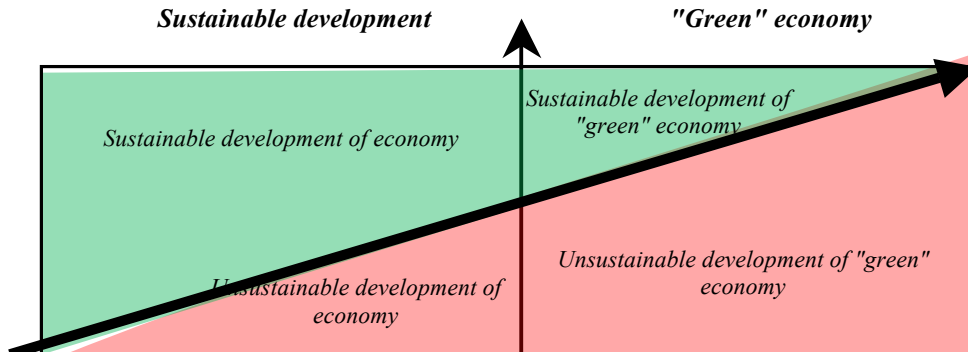 Sustainable development
"Green" economy
Sustainable development of economy
Sustainable development of
"green" economy
Unsustainable development of
economy
Unsustainable development of "green"
economy